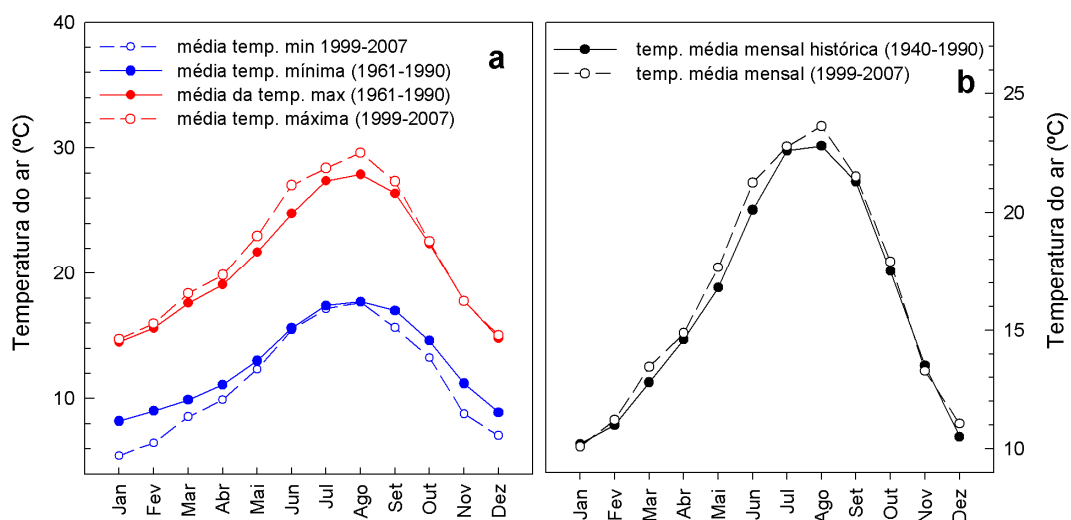 40
30
20
10
Temperatura do ar (ºC)
a
média temp. min 1999-2007
média temp. mínima (1961-1990)
média da temp. max (1961-1990)
média temp. máxima (1999-2007)
Jan Fev Mar Abr Mai Jun Jul Ago Set Out Nov Dez
b
temp. média mensal histórica (1940-1990)
temp. média mensal (1999-2007)
25
20
15
10
Temperatura do ar (ºC)
Jan Fev Mar Abr Mai Jun Jul Ago Set Out Nov Dez